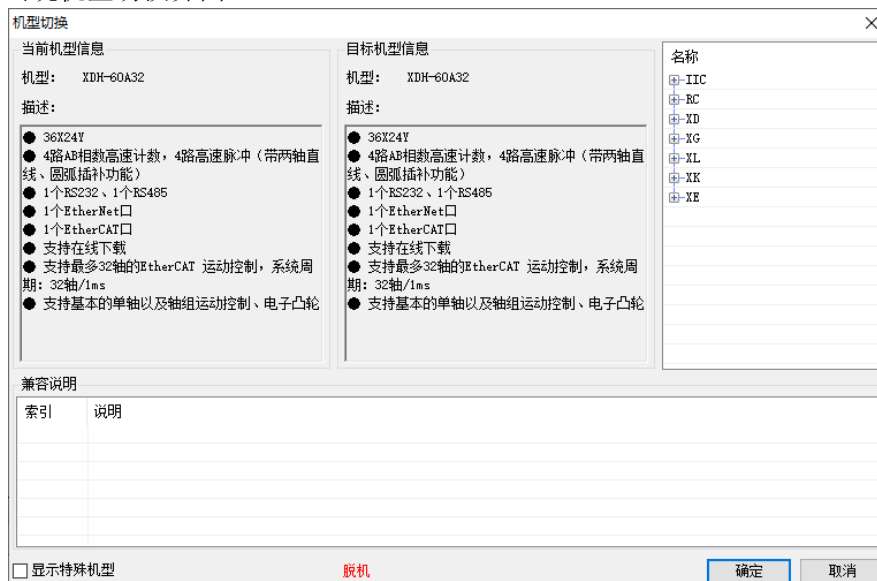 机型切换
当前机型信息
机型： XDH-60A32
描述：
● 36X24Y
● 4路AB相数高速计数，4路高速脉冲（带两轴直
线、圆弧插补功能）
● 1个RS232、1个RS485
● 1个EtherNet口
● 1个EtherCAT口
● 支持在线下载
● 支持最多32轴的EtherCAT 运动控制，系统周
期：32轴/1ms
● 支持基本的单轴以及轴组运动控制、电子凸轮
目标机型信息
机型： XDH-60A32
描述：
● 36X24Y
● 4路AB相数高速计数，4路高速脉冲（带两轴直
线、圆弧插补功能）
● 1个RS232、1个RS485
● 1个EtherNet口
● 1个EtherCAT口
● 支持在线下载
● 支持最多32轴的EtherCAT 运动控制，系统周
期：32轴/1ms
● 支持基本的单轴以及轴组运动控制、电子凸轮
名称
IIC
RC
XD
XG
XL
XK
XE
兼容说明
索引 说明
显示特殊机型 脱机 确定 取消